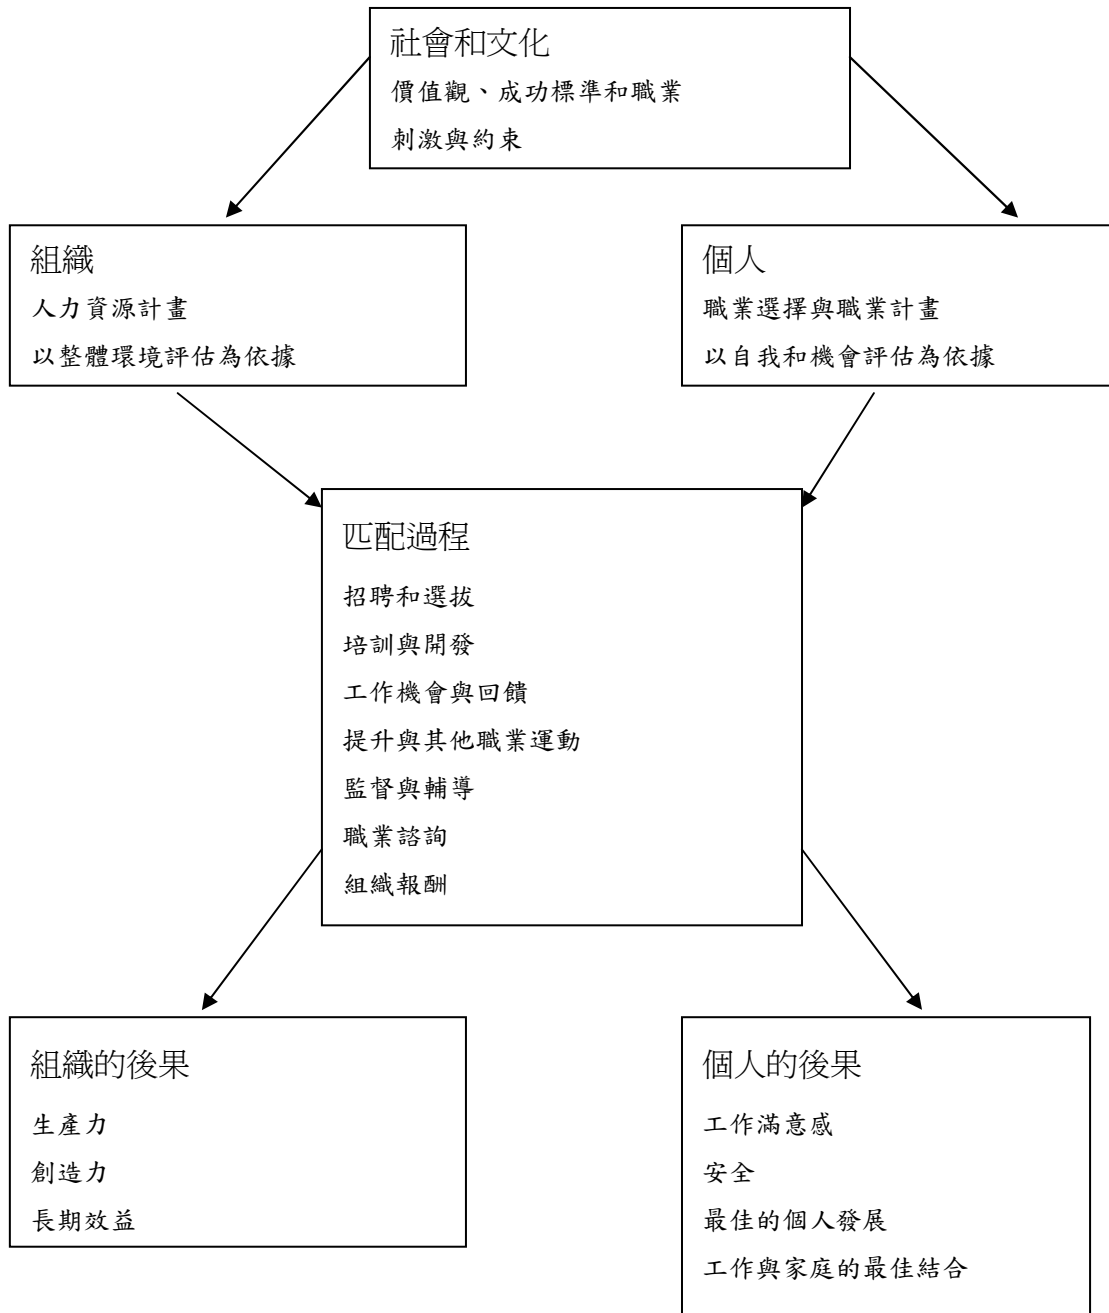 社會和文化
價值觀、成功標準和職業
刺激與約束
組織
人力資源計畫
以整體環境評估為依據
個人
職業選擇與職業計畫
以自我和機會評估為依據
匹配過程
招聘和選拔
培訓與開發
工作機會與回饋
提升與其他職業運動
監督與輔導
職業諮詢
組織報酬
組織的後果
生產力
創造力
長期效益
個人的後果
工作滿意感
安全
最佳的個人發展
工作與家庭的最佳結合